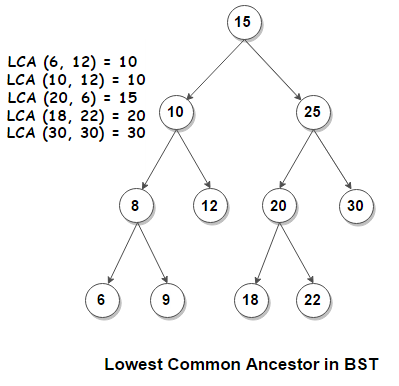 15
LCA (6, 12) = 10
LCA (10, 12) = 10
LCA (20, 6) = 15
LCA (18, 22) = 20
LCA (30, 30) = 30
10 25
8 12 20 30
6 9 18 22
Lowest Common Ancestor in BST